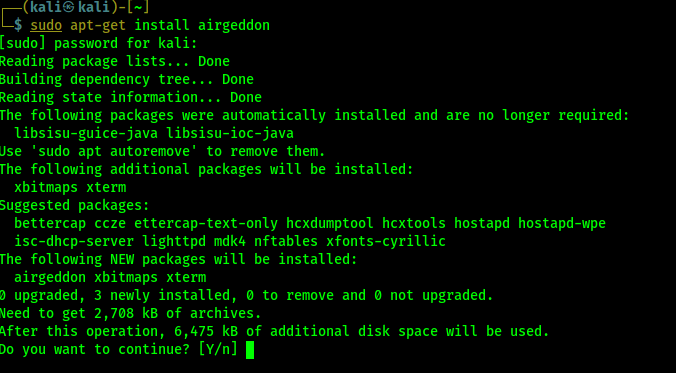 ┌──(kali㉿kali)-[~]
└─$ sudo apt-get install airgeddon
[sudo] password for kali:
Reading package lists... Done
Building dependency tree... Done
Reading state information... Done
The following packages were automatically installed and are no longer required:
  libsisu-guice-java libsisu-ioc-java
Use 'sudo apt autoremove' to remove them.
The following additional packages will be installed:
  xbitmaps xterm
Suggested packages:
  bettercap ccze ettercap-text-only hcxdumptool hcxtools hostapd hostapd-wpe
  isc-dhcp-server lighttpd mdk4 nftables xfonts-cyrillic
The following NEW packages will be installed:
  airgeddon xbitmaps xterm
0 upgraded, 3 newly installed, 0 to remove and 0 not upgraded.
Need to get 2,708 kB of archives.
After this operation, 6,475 kB of additional disk space will be used.
Do you want to continue? [Y/n]